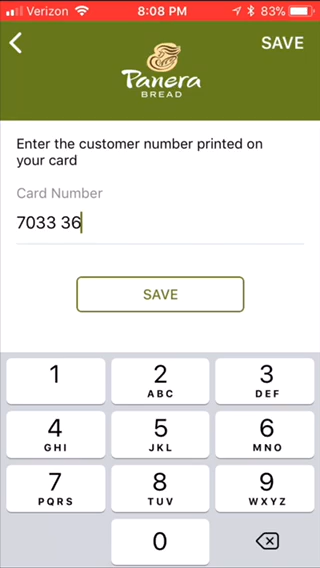 Verizon 8:08 PM 83%
SAVE
Panera
BREAD
Enter the customer number printed on
your card
Card Number
7033 36
SAVE
1 2 3
ABC DEF
4 5 6
GHI JKL MNO
7 8 9
PQRS TUV WXYZ
0